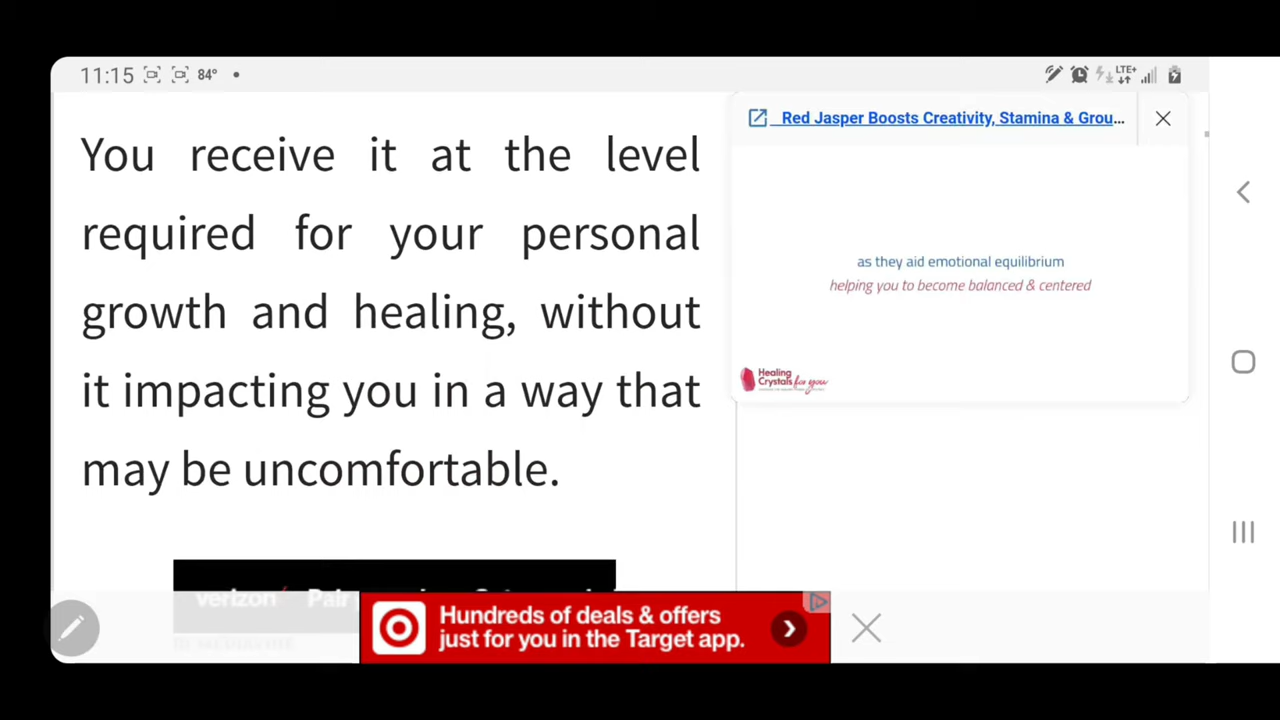 11:15 84°
LTE+
You receive it at the level
required for your personal
growth and healing, without
it impacting you in a way that
may be uncomfortable.
Red Jasper Boosts Creativity, Stamina & Grou...
as they aid emotional equilibrium
helping you to become balanced & centered
Healing
Crystals for you
verizon
Hundreds of deals & offers
just for you in the Target app.